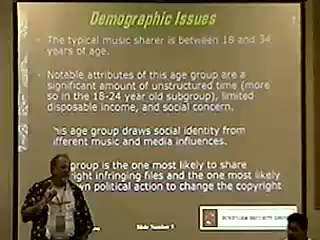 Demographic Issues
The typical music sharer is between 18 and 34
years of age.
Notable attributes of this age group are a
significant amount of unstructured time (more
so in the 18-24 year old subgroup), limited
disposable income, and social concern.
his age group draws social identity from
ifferent music and media influences.
group is the one most likely to share
ight infringing files and the one most likely
wn political action to change the copyright
Slide Number